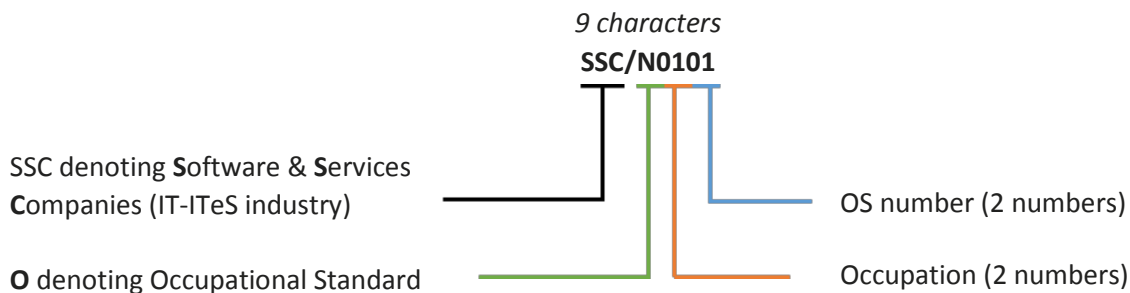 9 characters
SSC/N0101
SSC denoting Software & Services
Companies (IT-ITeS industry)
OS number (2 numbers)
O denoting Occupational Standard
Occupation (2 numbers)